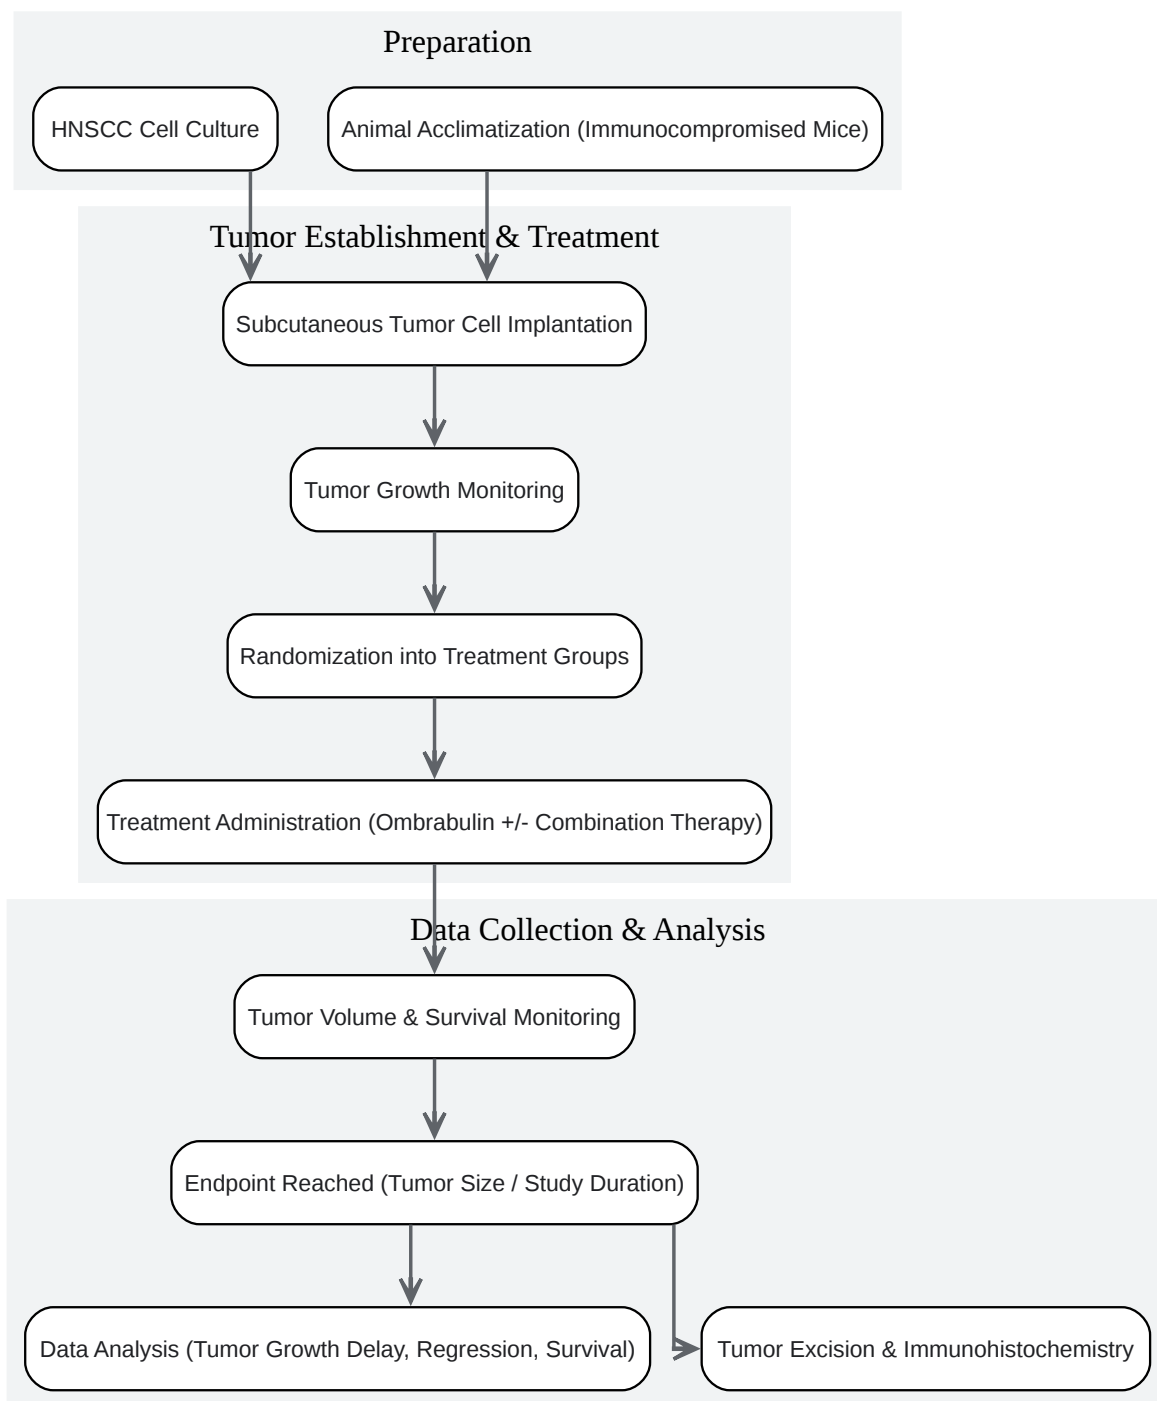 Preparation
HNSCC Cell Culture
Animal Acclimatization (Immunocompromised Mice)
Tumor Establishment & Treatment
Subcutaneous Tumor Cell Implantation
Tumor Growth Monitoring
Randomization into Treatment Groups
Treatment Administration (Ombrabulin +/- Combination Therapy)
Data Collection & Analysis
Tumor Volume & Survival Monitoring
Endpoint Reached (Tumor Size / Study Duration)
Data Analysis (Tumor Growth Delay, Regression, Survival)
Tumor Excision & Immunohistochemistry